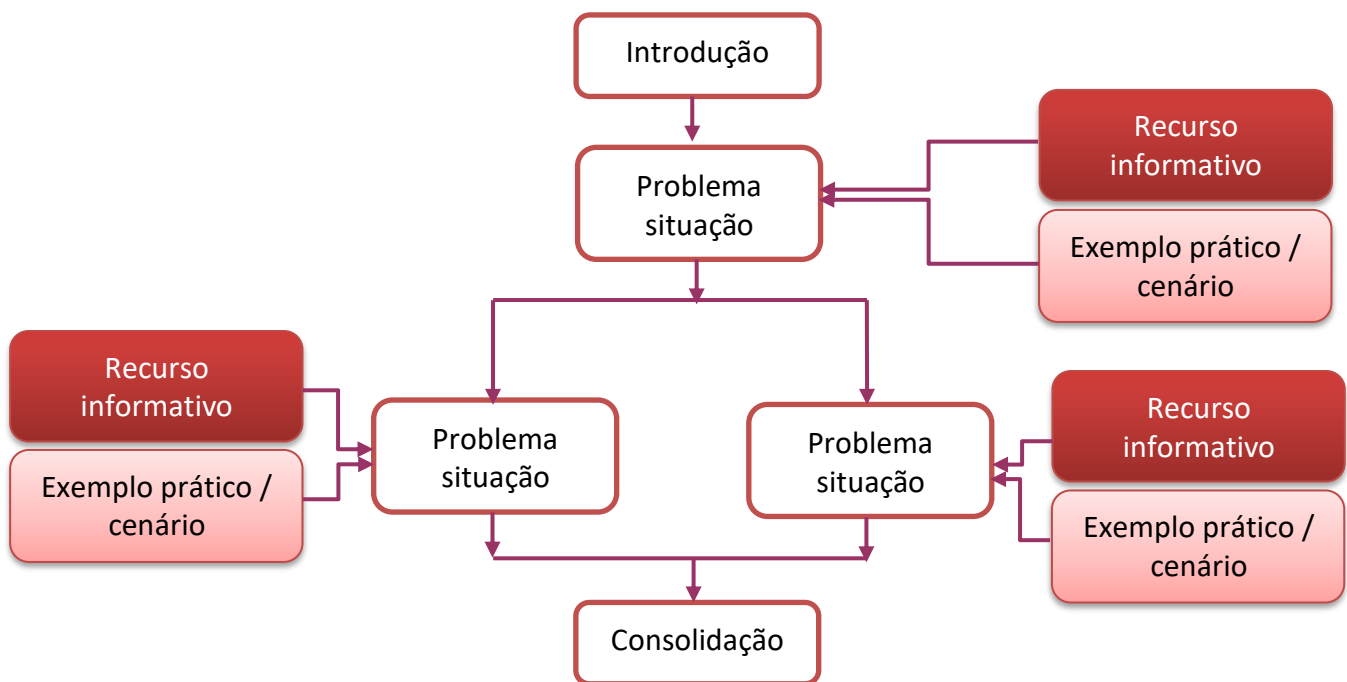 Introdução
Recurso
informativo
Problema
situação
Exemplo prático /
cenário
Recurso
informativo
Exemplo prático /
cenário
Problema
situação
Problema
situação
Recurso
informativo
Exemplo prático /
cenário
Consolidação